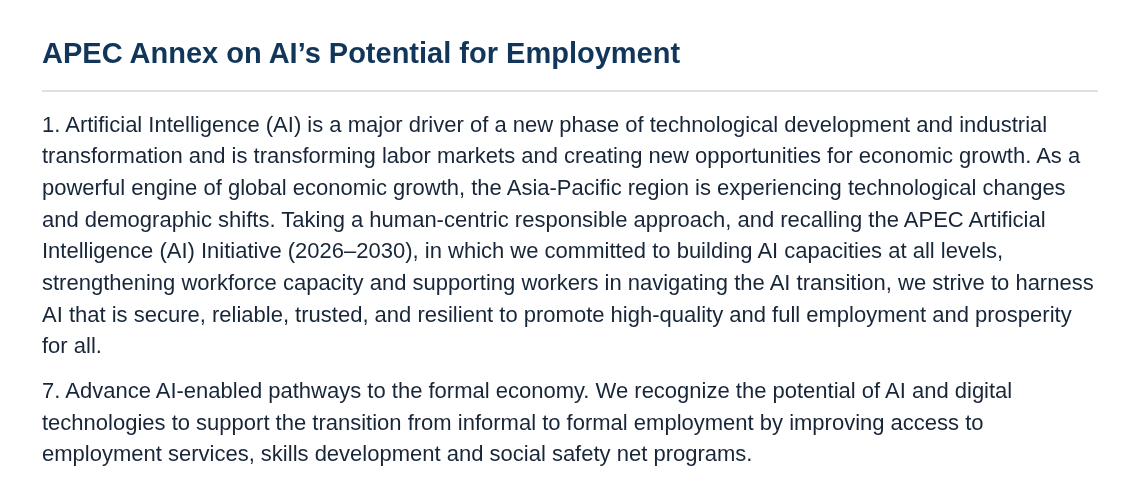 APEC Annex on AI’s Potential for Employment
1. Artificial Intelligence (AI) is a major driver of a new phase of technological development and industrial
transformation and is transforming labor markets and creating new opportunities for economic growth. As a
powerful engine of global economic growth, the Asia-Pacific region is experiencing technological changes
and demographic shifts. Taking a human-centric responsible approach, and recalling the APEC Artificial
Intelligence (AI) Initiative (2026–2030), in which we committed to building AI capacities at all levels,
strengthening workforce capacity and supporting workers in navigating the AI transition, we strive to harness
AI that is secure, reliable, trusted, and resilient to promote high-quality and full employment and prosperity
for all.
7. Advance AI-enabled pathways to the formal economy. We recognize the potential of AI and digital
technologies to support the transition from informal to formal employment by improving access to
employment services, skills development and social safety net programs.